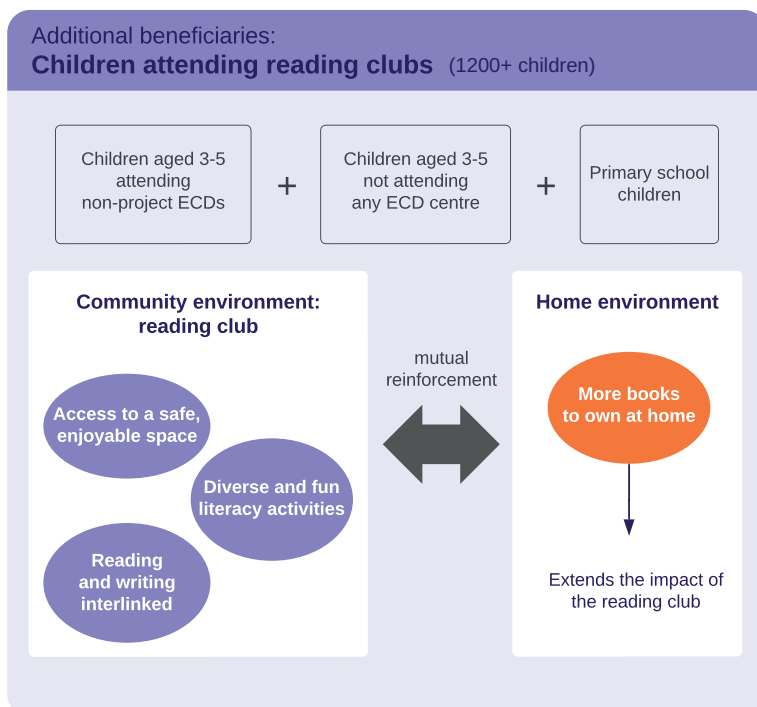 Additional beneficiaries:
Children attending reading clubs (1200+ children)
Children aged 3-5
attending
non-project ECDs
+
Children aged 3-5
not attending
any ECD centre
+
Primary school
children
Community environment:
reading club
Access to a safe,
enjoyable space
Diverse and fun
literacy activities
Reading
and writing
interlinked
mutual
reinforcement
Home environment
More books
to own at home
Extends the impact of
the reading club